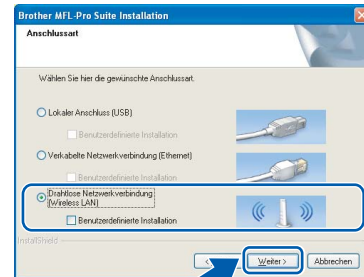 Brother MFL-Pro Suite Installation
Anschlussart
Wählen Sie hier die gewünschte Anschlussart.
Lokaler Anschluss (USB)
Benutzerdefinierte Installation
Verkabelte Netzwerkverbindung (Ethernet)
Benutzerdefinierte Installation
Drahtlose Netzwerkverbindung
(Wireless LAN)
Benutzerdefinierte Installation
InstallShield
< Weiter > Abbrechen